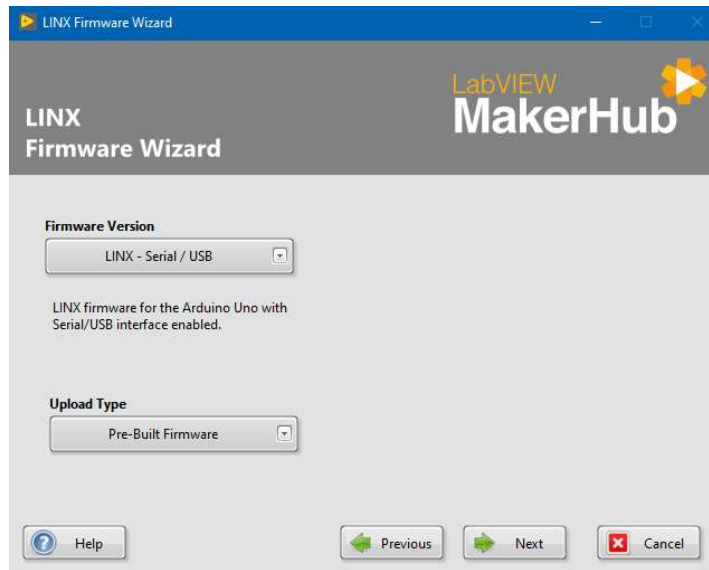 LINX Firmware Wizard
LabVIEW
MakerHub
LINX
Firmware Wizard
Firmware Version
LINX - Serial / USB
LINX firmware for the Arduino Uno with
Serial/USB interface enabled.
Upload Type
Pre-Built Firmware
Help
Previous
Next
Cancel